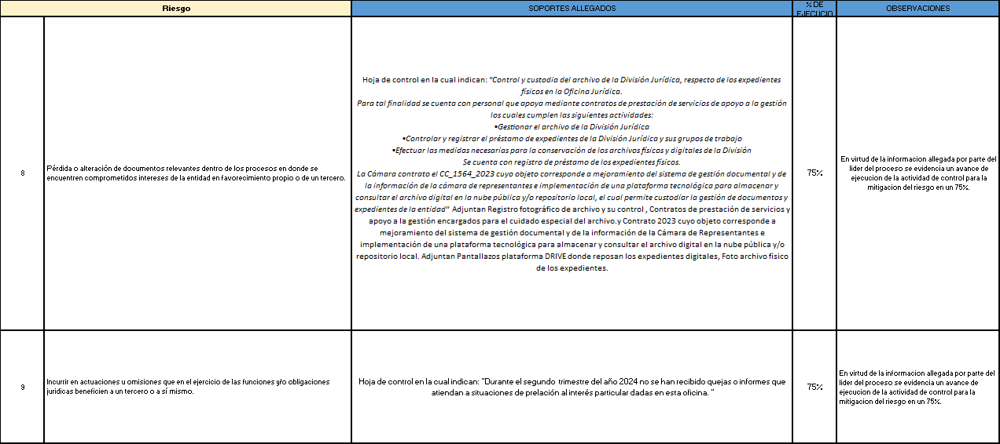 Riesgo
SOPORTES ALLEGADOS
% DE
EJECUCIO
OBSERVACIONES
8
Pérdida o alteración de documentos relevantes dentro de los procesos en donde se
encuentren comprometidos intereses de la entidad en favorecimiento propio o de un tercero.
Hoja de control en la cual indican: "Control y custodia del archivo de la División Jurídica, respecto de los expedientes
físicos en la Oficina Jurídica.
Para tal finalidad se cuenta con personal que apoya mediante contratos de prestación de servicios de apoyo a la gestión
los cuales cumplen las siguientes actividades:
•Gestionar el archivo de la División Jurídica
•Controlar y registrar el préstamo de expedientes de la División Jurídica y sus grupos de trabajo
•Efectuar las medidas necesarias para la conservación de los archivos físicos y digitales de la División
Se cuenta con registro de préstamo de los expedientes físicos.
La Cámara contrato el CC_1564_2023 cuyo objeto corresponde a mejoramiento del sistema de gestión documental y de
la información de la cámara de representantes e implementación de una plataforma tecnológica para almacenar y
consultar el archivo digital en la nube pública y/o repositorio local, el cual permite custodiar la gestión de documentos y
expedientes de la entidad" Adjuntan Registro fotográfico de archivo y su control , Contratos de prestación de servicios y
apoyo a la gestión encargados para el cuidado especial del archivo.y Contrato 2023 cuyo objeto corresponde a
mejoramiento del sistema de gestión documental y de la información de la Cámara de Representantes e
implementación de una plataforma tecnológica para almacenar y consultar el archivo digital en la nube pública y/o
repositorio local. Adjuntan Pantallazos plataforma DRIVE donde reposan los expedientes digitales, Foto archivo físico
de los expedientes.
75%
En virtud de la informacion allegada por parte del
lider del proceso se evidencia un avance de
ejecucion de la actividad de control para la
mitigacion del riesgo en un 75%.
9
Incurrir en actuaciones u omisiones que en el ejercicio de las funciones y/o obligaciones
juridicas beneficien a un tercero o a sí mismo.
Hoja de control en la cual indican: "Durante el segundo trimestre del año 2024 no se han recibido quejas o informes que
atiendan a situaciones de prelación al interés particular dadas en esta oficina. "
75%
En virtud de la informacion allegada por parte del
lider del proceso se evidencia un avance de
ejecucion de la actividad de control para la
mitigacion del riesgo en un 75%.